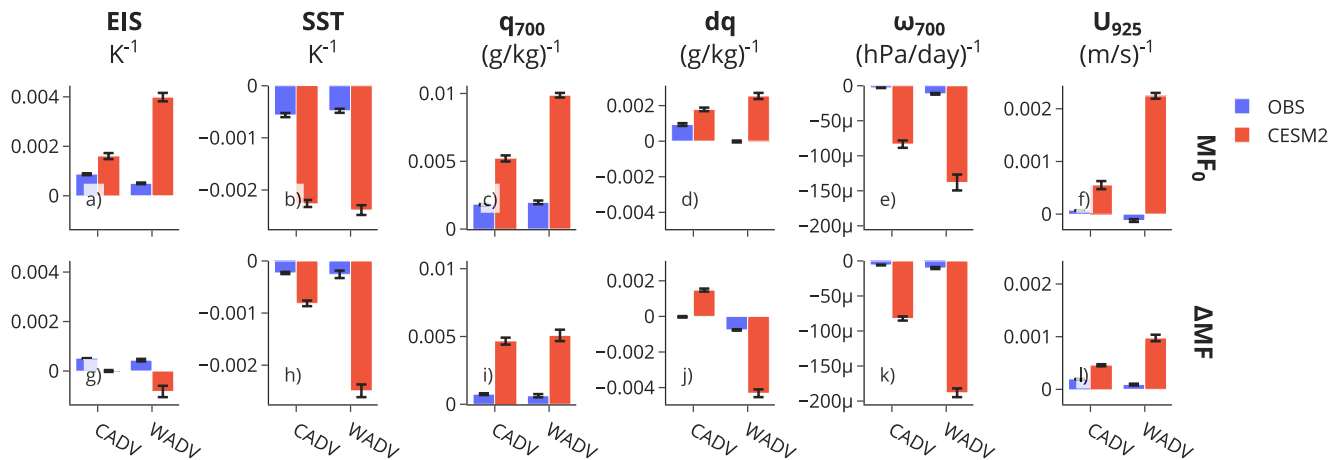 EIS SST q₇₀₀ dq ω₇₀₀ U₉₂₅
K⁻¹ K⁻¹ (g/kg)⁻¹ (g/kg)⁻¹ (hPa/day)⁻¹ (m/s)⁻¹
0.004
0.002
0
a)
0
−0.001
−0.002
b)
0.01
0.005
0
c)
0.002
0
−0.002
−0.004
d)
0
−50μ
−100μ
−150μ
−200μ
e)
0.002
0.001
0
f)
MF₀
OBS
CESM2
0.004
0.002
0
g)
0
−0.001
−0.002
h)
0.01
0.005
0
i)
0.002
0
−0.002
−0.004
j)
0
−50μ
−100μ
−150μ
−200μ
k)
0.002
0.001
0
l)
ΔMF
CADV WADV CADV WADV CADV WADV CADV WADV CADV WADV CADV WADV